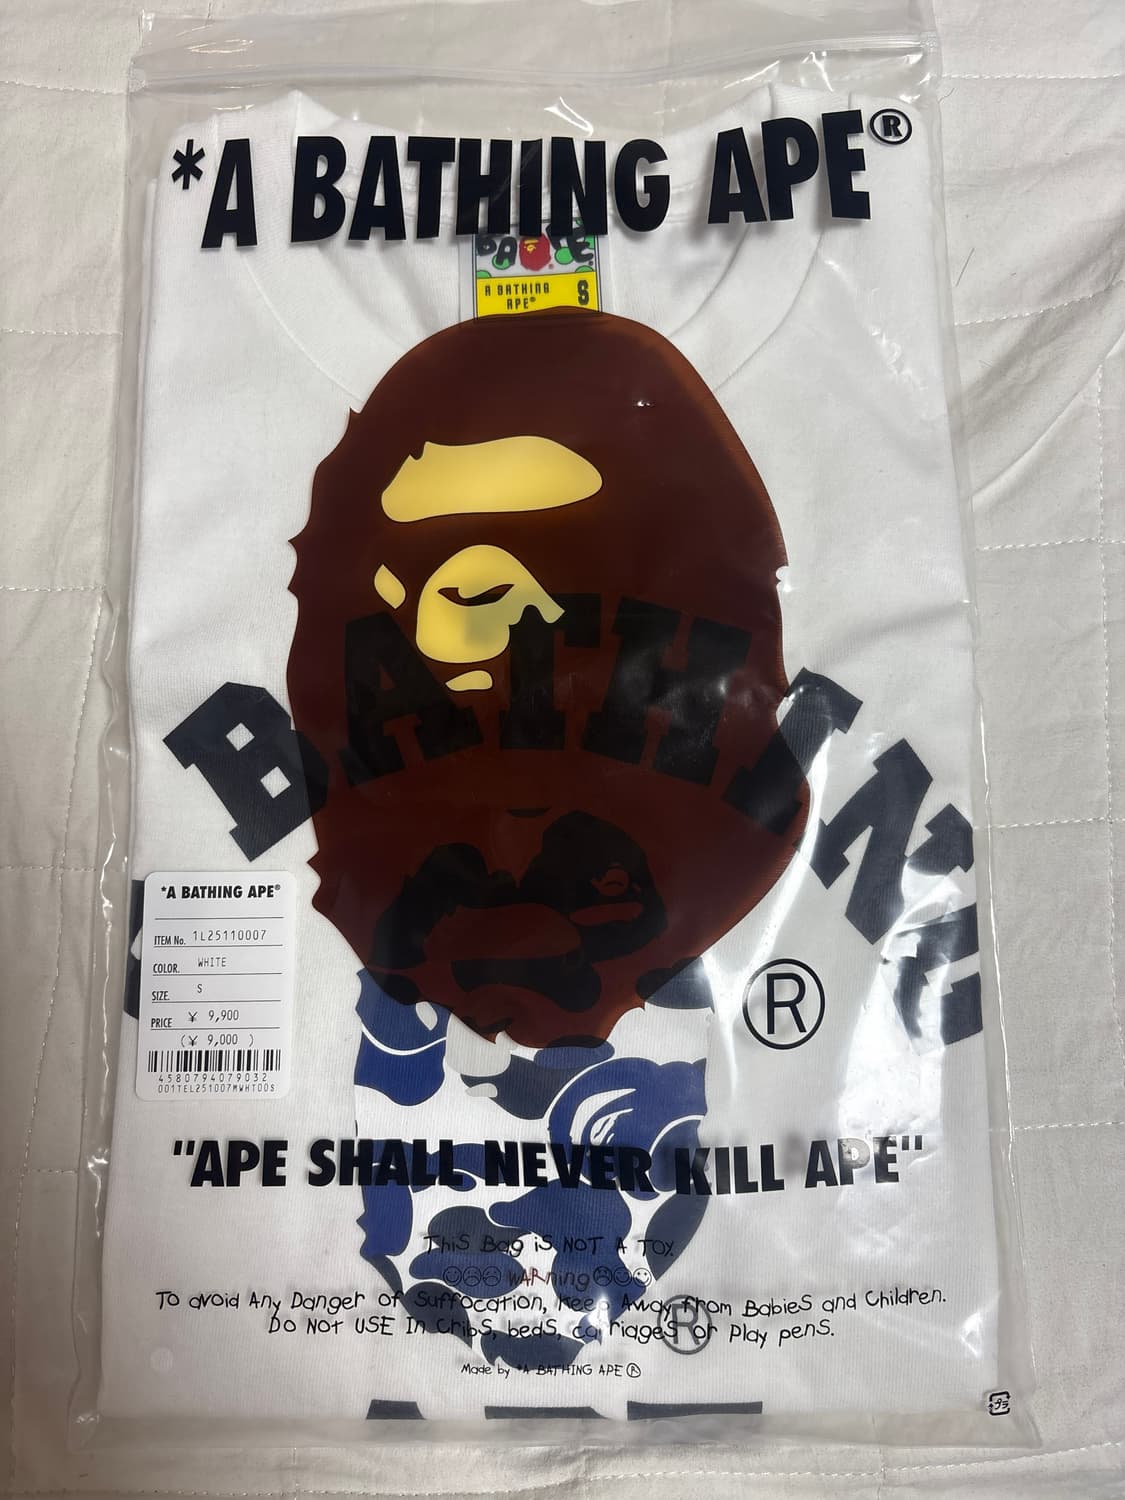 *A BATHING APE®
BAPE®
A BATHING
APE® S
BATHING
*A BATHING APE®
ITEM No. 1L25110007
COLOR. WHITE
SIZE. S
PRICE ¥ 9,900
(¥ 9,000 )
4580794079032
001TEL251007MWHT00S
®
"APE SHALL NEVER KILL APE"
This Bag is NOT A TOY.
WARning
To avoid Any Danger of Suffocation, Keep Away from Babies and Children.
Do Not USE In Cribs, beds, carriages or Play pens.
®
Made by *A BATHING APE®